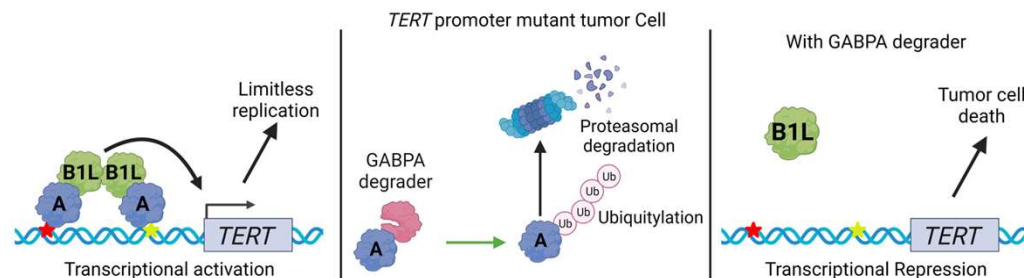 TERT promoter mutant tumor Cell
Limitless
replication
B1L B1L
A A
TERT
Transcriptional activation
GABPA
degrader
A
Proteasomal
degradation
Ub
Ub
Ub
Ub
Ubiquitylation
A
With GABPA degrader
B1L
Tumor cell
death
TERT
Transcriptional Repression